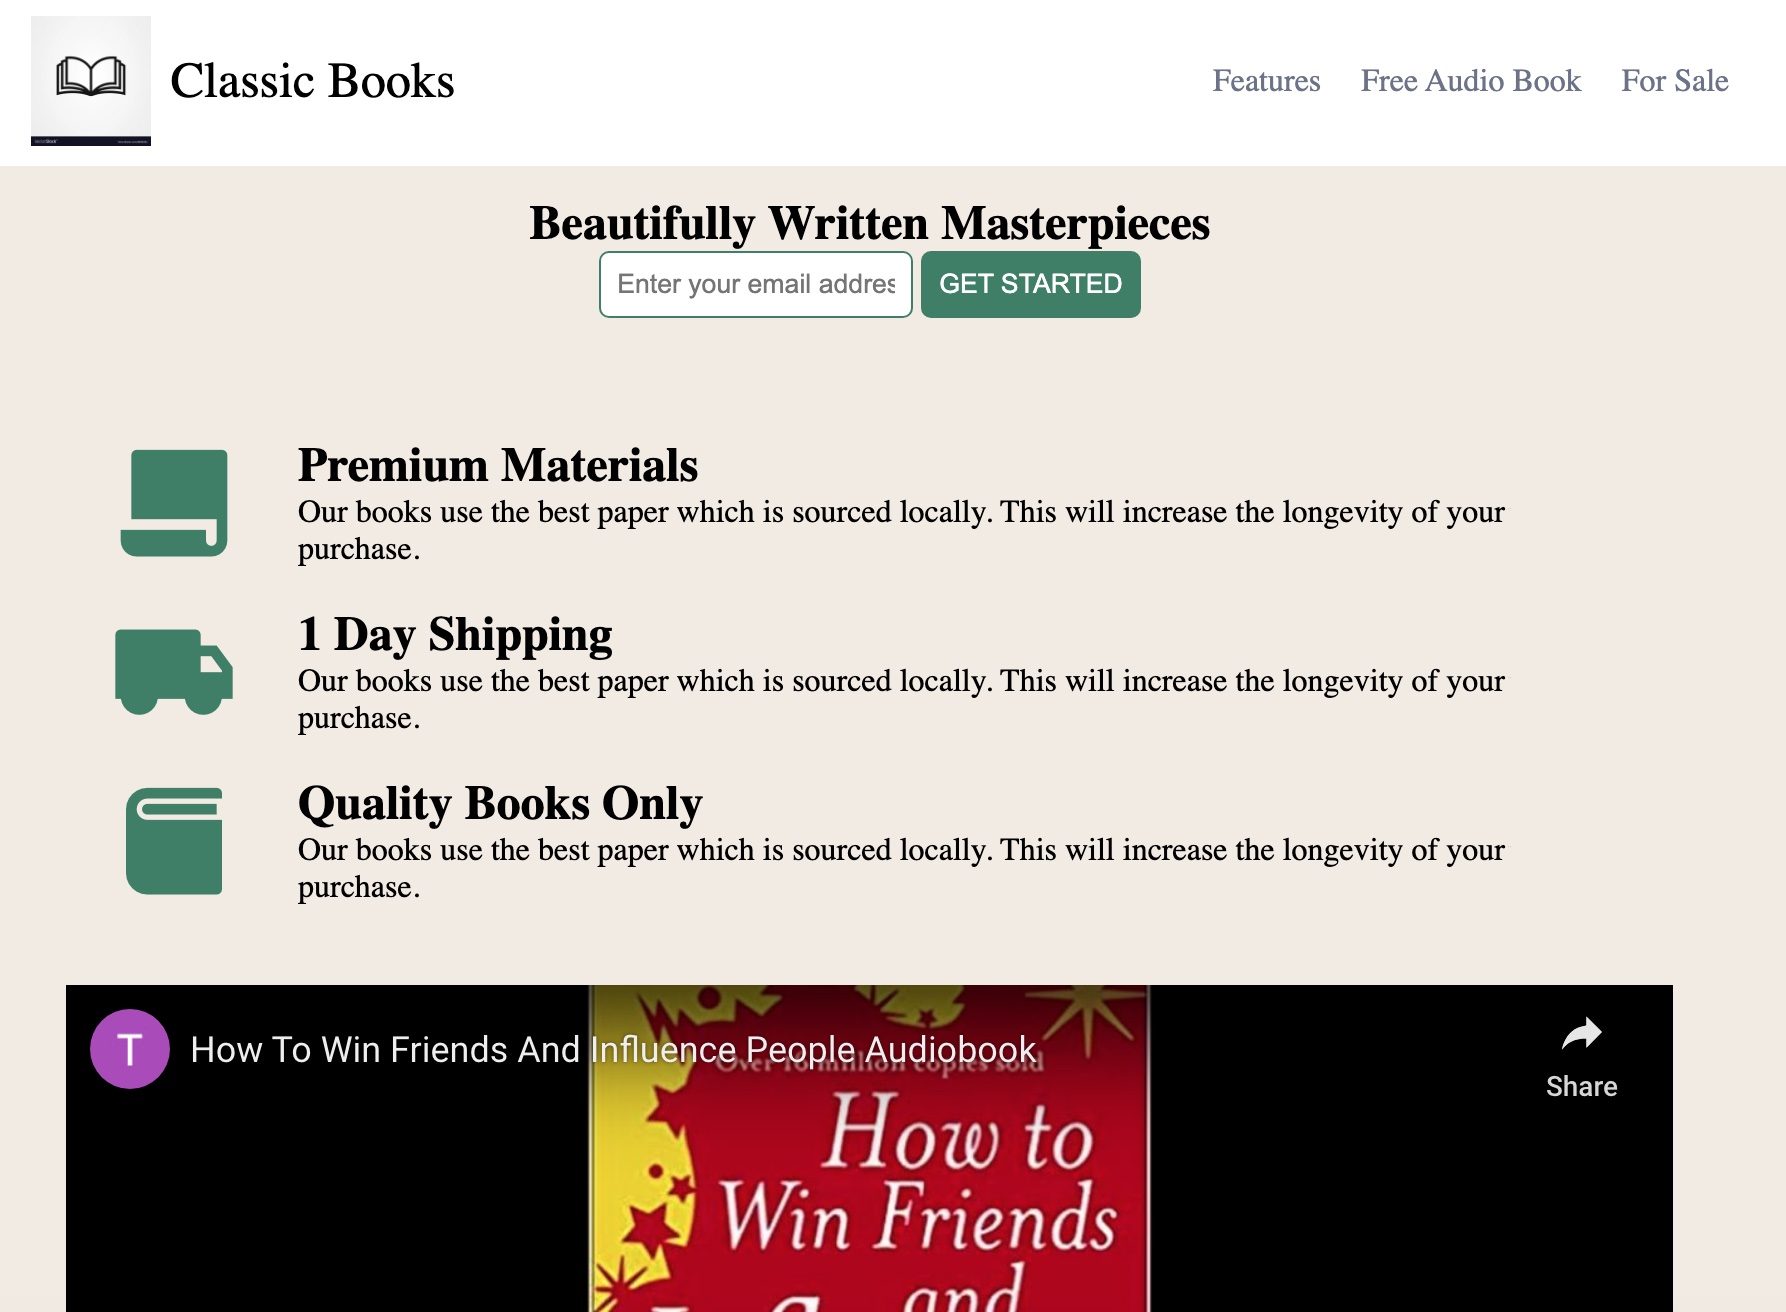 Classic Books
Features
Free Audio Book
For Sale
Beautifully Written Masterpieces
Enter your email addres
GET STARTED
Premium Materials
Our books use the best paper which is sourced locally. This will increase the longevity of your
purchase.
1 Day Shipping
Our books use the best paper which is sourced locally. This will increase the longevity of your
purchase.
Quality Books Only
Our books use the best paper which is sourced locally. This will increase the longevity of your
purchase.
T
How To Win Friends And Influence People Audiobook
Share
Over 16 million copies sold
How to
Win Friends
and